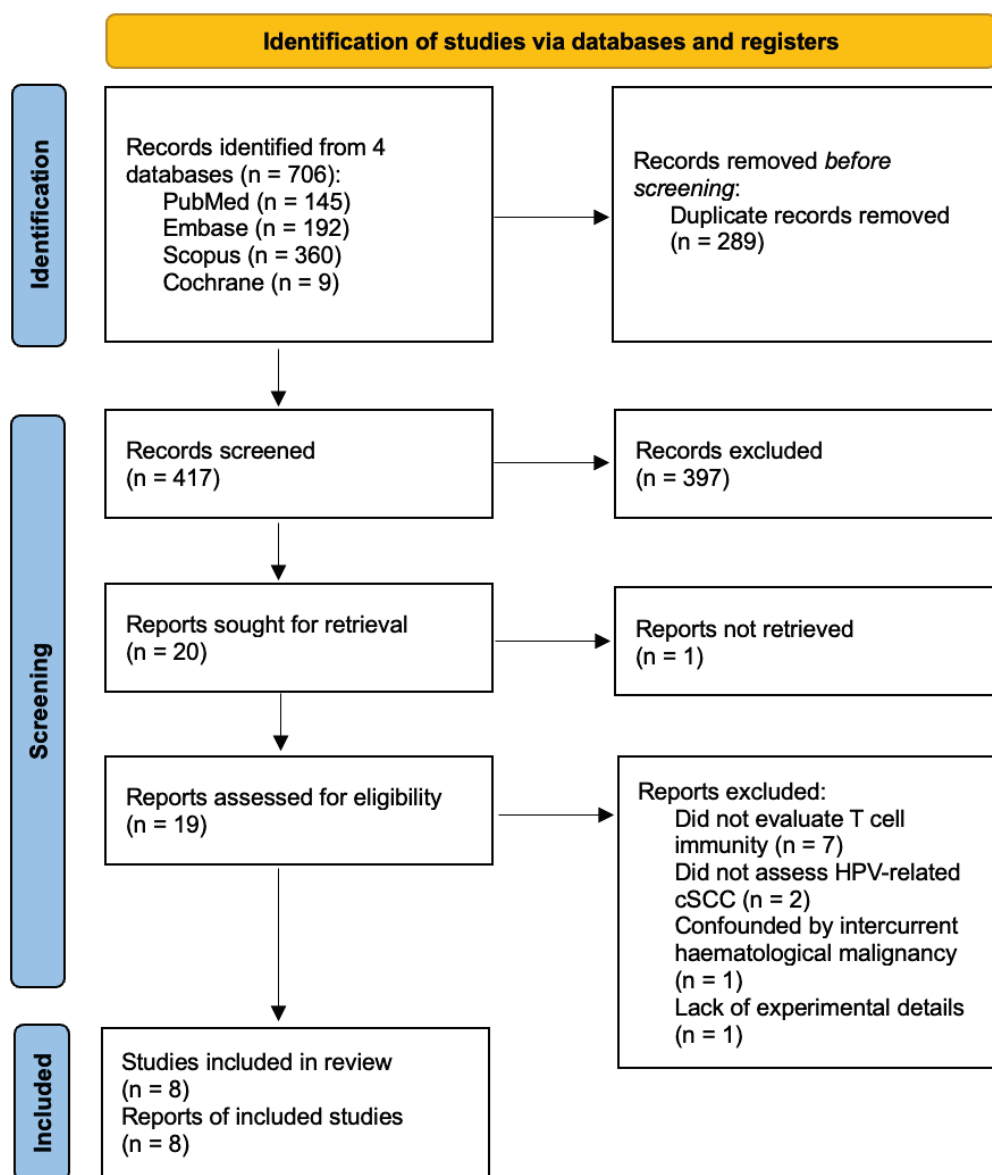 Identification of studies via databases and registers
Identification
Records identified from 4
databases (n = 706):
PubMed (n = 145)
Embase (n = 192)
Scopus (n = 360)
Cochrane (n = 9)
Records removed before
screening:
Duplicate records removed
(n = 289)
Screening
Records screened
(n = 417)
Records excluded
(n = 397)
Reports sought for retrieval
(n = 20)
Reports not retrieved
(n = 1)
Reports assessed for eligibility
(n = 19)
Reports excluded:
Did not evaluate T cell
immunity (n = 7)
Did not assess HPV-related
cSCC (n = 2)
Confounded by intercurrent
haematological malignancy
(n = 1)
Lack of experimental details
(n = 1)
Included
Studies included in review
(n = 8)
Reports of included studies
(n = 8)